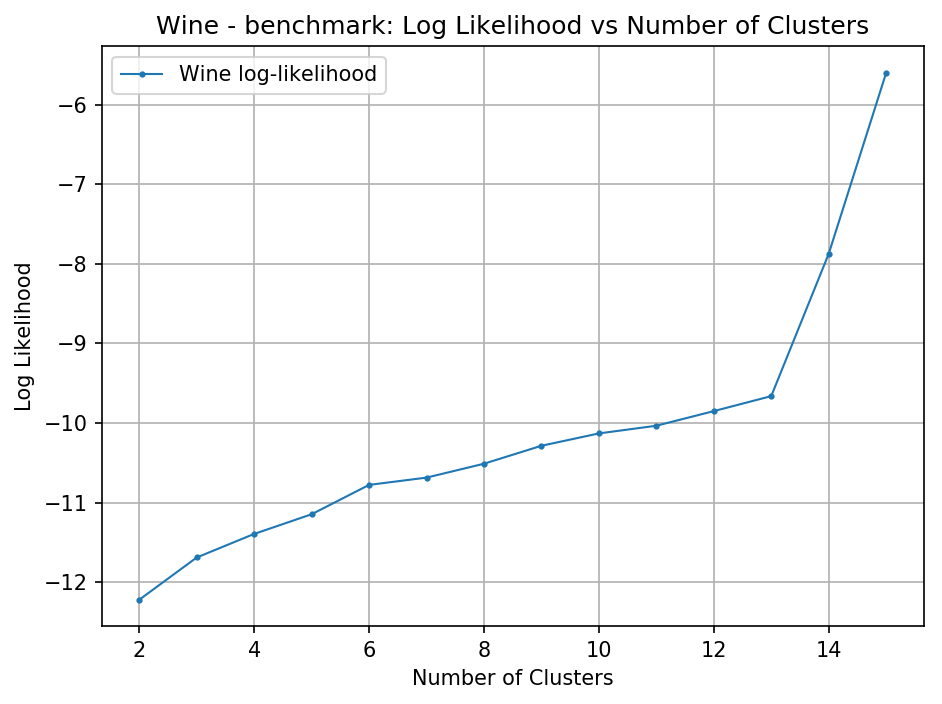 Wine - benchmark: Log Likelihood vs Number of Clusters
Wine log-likelihood
Log Likelihood
−6
−7
−8
−9
−10
−11
−12
2 4 6 8 10 12 14
Number of Clusters